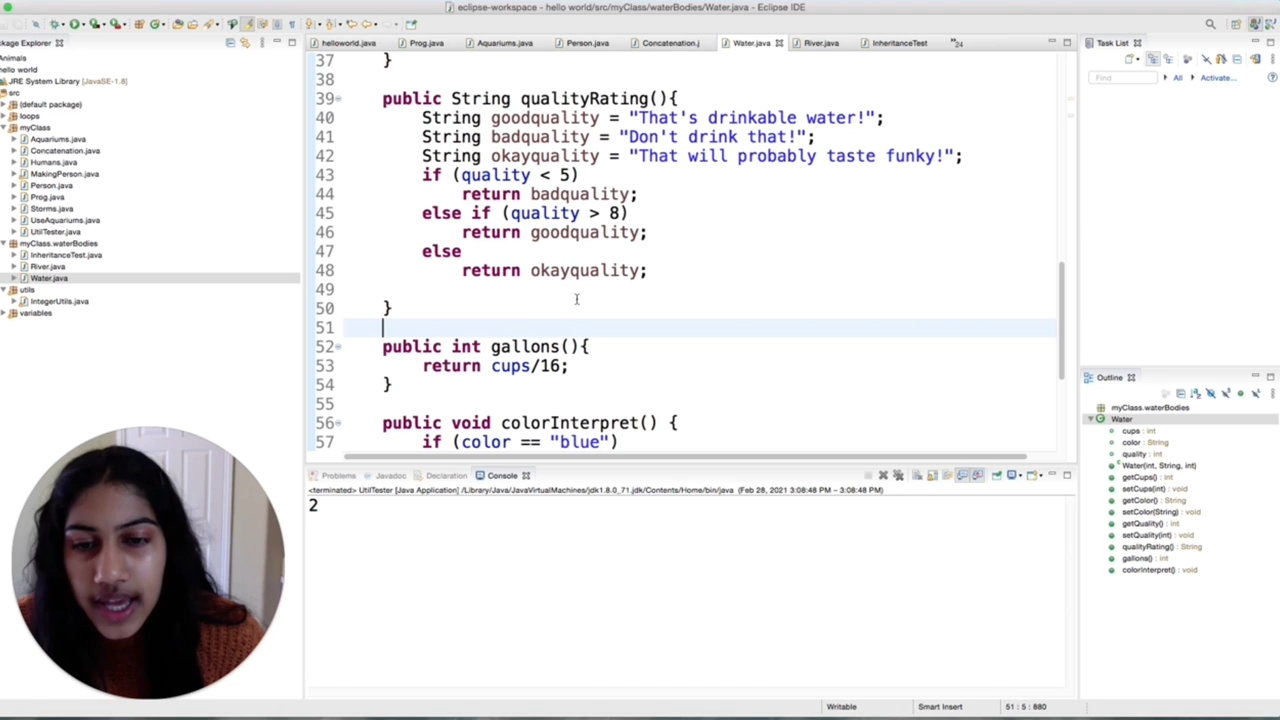 eclipse-workspace - hello world/src/myClass/waterBodies/Water.java - Eclipse IDE
ckage Explorer
Animals
hello world
JRE System Library [JavaSE-1.8]
src
(default package)
loops
myClass
Aquariums.java
Concatenation.java
Humans.java
MakingPerson.java
Person.java
Prog.java
Storms.java
UseAquariums.java
UtilTester.java
myClass.waterBodies
InheritanceTest.java
River.java
Water.java
utils
IntegerUtils.java
variables
helloworld.java
Prog.java
Aquariums.java
Person.java
Concatenation.j
Water.java
River.java
InheritanceTest
24
37 }
38
39 public String qualityRating(){
40 String goodquality = "That's drinkable water!";
41 String badquality = "Don't drink that!";
42 String okayquality = "That will probably taste funky!";
43 if (quality < 5)
44 return badquality;
45 else if (quality > 8)
46 return goodquality;
47 else
48 return okayquality;
49
50 }
51
52 public int gallons(){
53 return cups/16;
54 }
55
56 public void colorInterpret() {
57 if (color == "blue")
Problems Javadoc Declaration Console
<terminated> UtilTester [Java Application] /Library/Java/JavaVirtualMachines/jdk1.8.0_71.jdk/Contents/Home/bin/java (Feb 28, 2021 3:08:48 PM – 3:08:48 PM)
2
Task List
Find All Activate...
Outline
myClass.waterBodies
Water
cups : int
color : String
quality : int
Water(int, String, int)
getCups() : int
setCups(int) : void
getColor() : String
setColor(String) : void
getQuality() : int
setQuality(int) : void
qualityRating() : String
gallons() : int
colorInterpret() : void
Writable Smart Insert 51 : 5 : 880